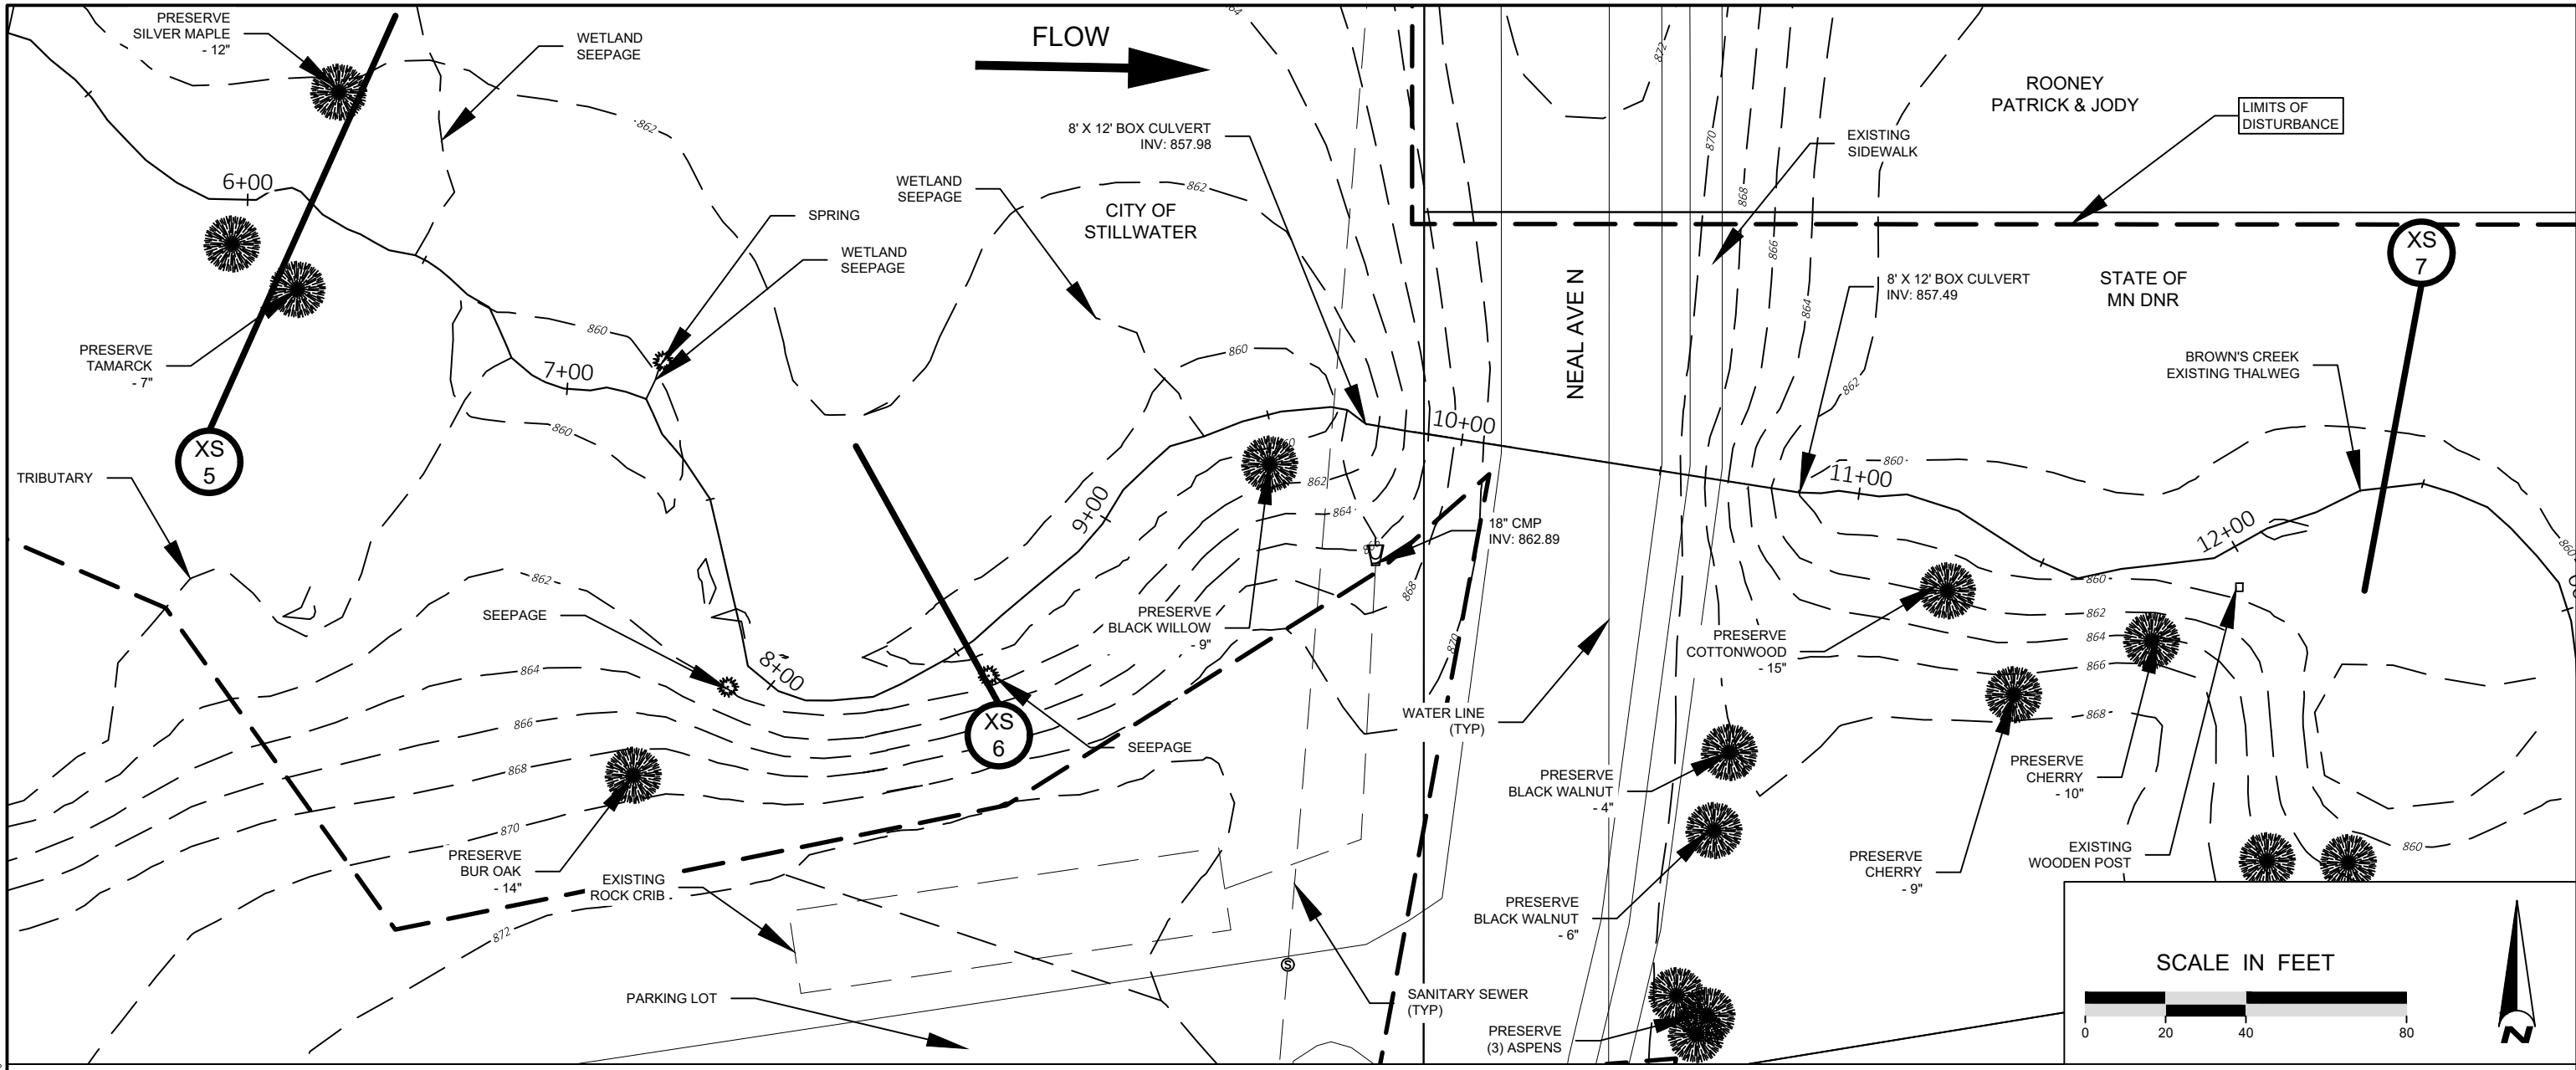 PRESERVE
SILVER MAPLE
- 12"
WETLAND
SEEPAGE
FLOW
864
872
ROONEY
PATRICK & JODY
LIMITS OF
DISTURBANCE
862
8' X 12' BOX CULVERT
INV: 857.98
870
EXISTING
SIDEWALK
6+00
WETLAND
SEEPAGE
862
868
SPRING
CITY OF
STILLWATER
866
XS
7
WETLAND
SEEPAGE
8' X 12' BOX CULVERT
INV: 857.49
STATE OF
MN DNR
NEAL AVE N
864
860
PRESERVE
TAMARCK
- 7"
7+00
860
862
BROWN'S CREEK
EXISTING THALWEG
860
10+00
860
XS
5
TRIBUTARY
862
860
11+00
9+00
864
18" CMP
INV: 862.89
12+00
860
862
SEEPAGE
868
860
862
864
866
868
PRESERVE
BLACK WILLOW
- 9"
870
PRESERVE
COTTONWOOD
- 15"
864
8+00
866
868
XS
6
SEEPAGE
WATER LINE
(TYP)
PRESERVE
BLACK WALNUT
- 4"
PRESERVE
CHERRY
- 10"
870
PRESERVE
BUR OAK
- 14"
EXISTING
ROCK CRIB
PRESERVE
CHERRY
- 9"
EXISTING
WOODEN POST
860
872
PRESERVE
BLACK WALNUT
- 6"
S
PARKING LOT
SANITARY SEWER
(TYP)
PRESERVE
(3) ASPENS
SCALE IN FEET
0 20 40 80
N